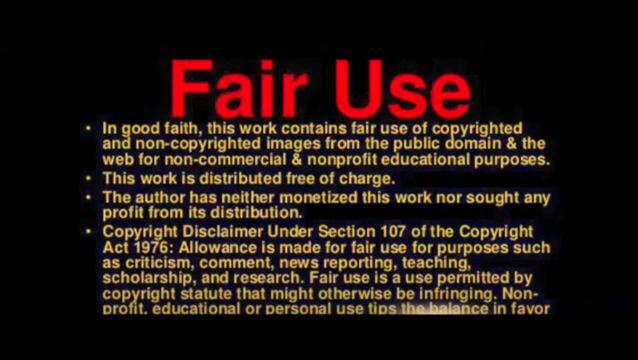 Fair Use
• In good faith, this work contains fair use of copyrighted
and non-copyrighted images from the public domain & the
web for non-commercial & nonprofit educational purposes.
• This work is distributed free of charge.
• The author has neither monetized this work nor sought any
profit from its distribution.
• Copyright Disclaimer Under Section 107 of the Copyright
Act 1976: Allowance is made for fair use for purposes such
as criticism, comment, news reporting, teaching,
scholarship, and research. Fair use is a use permitted by
copyright statute that might otherwise be infringing. Non-
profit, educational or personal use tips the balance in favor